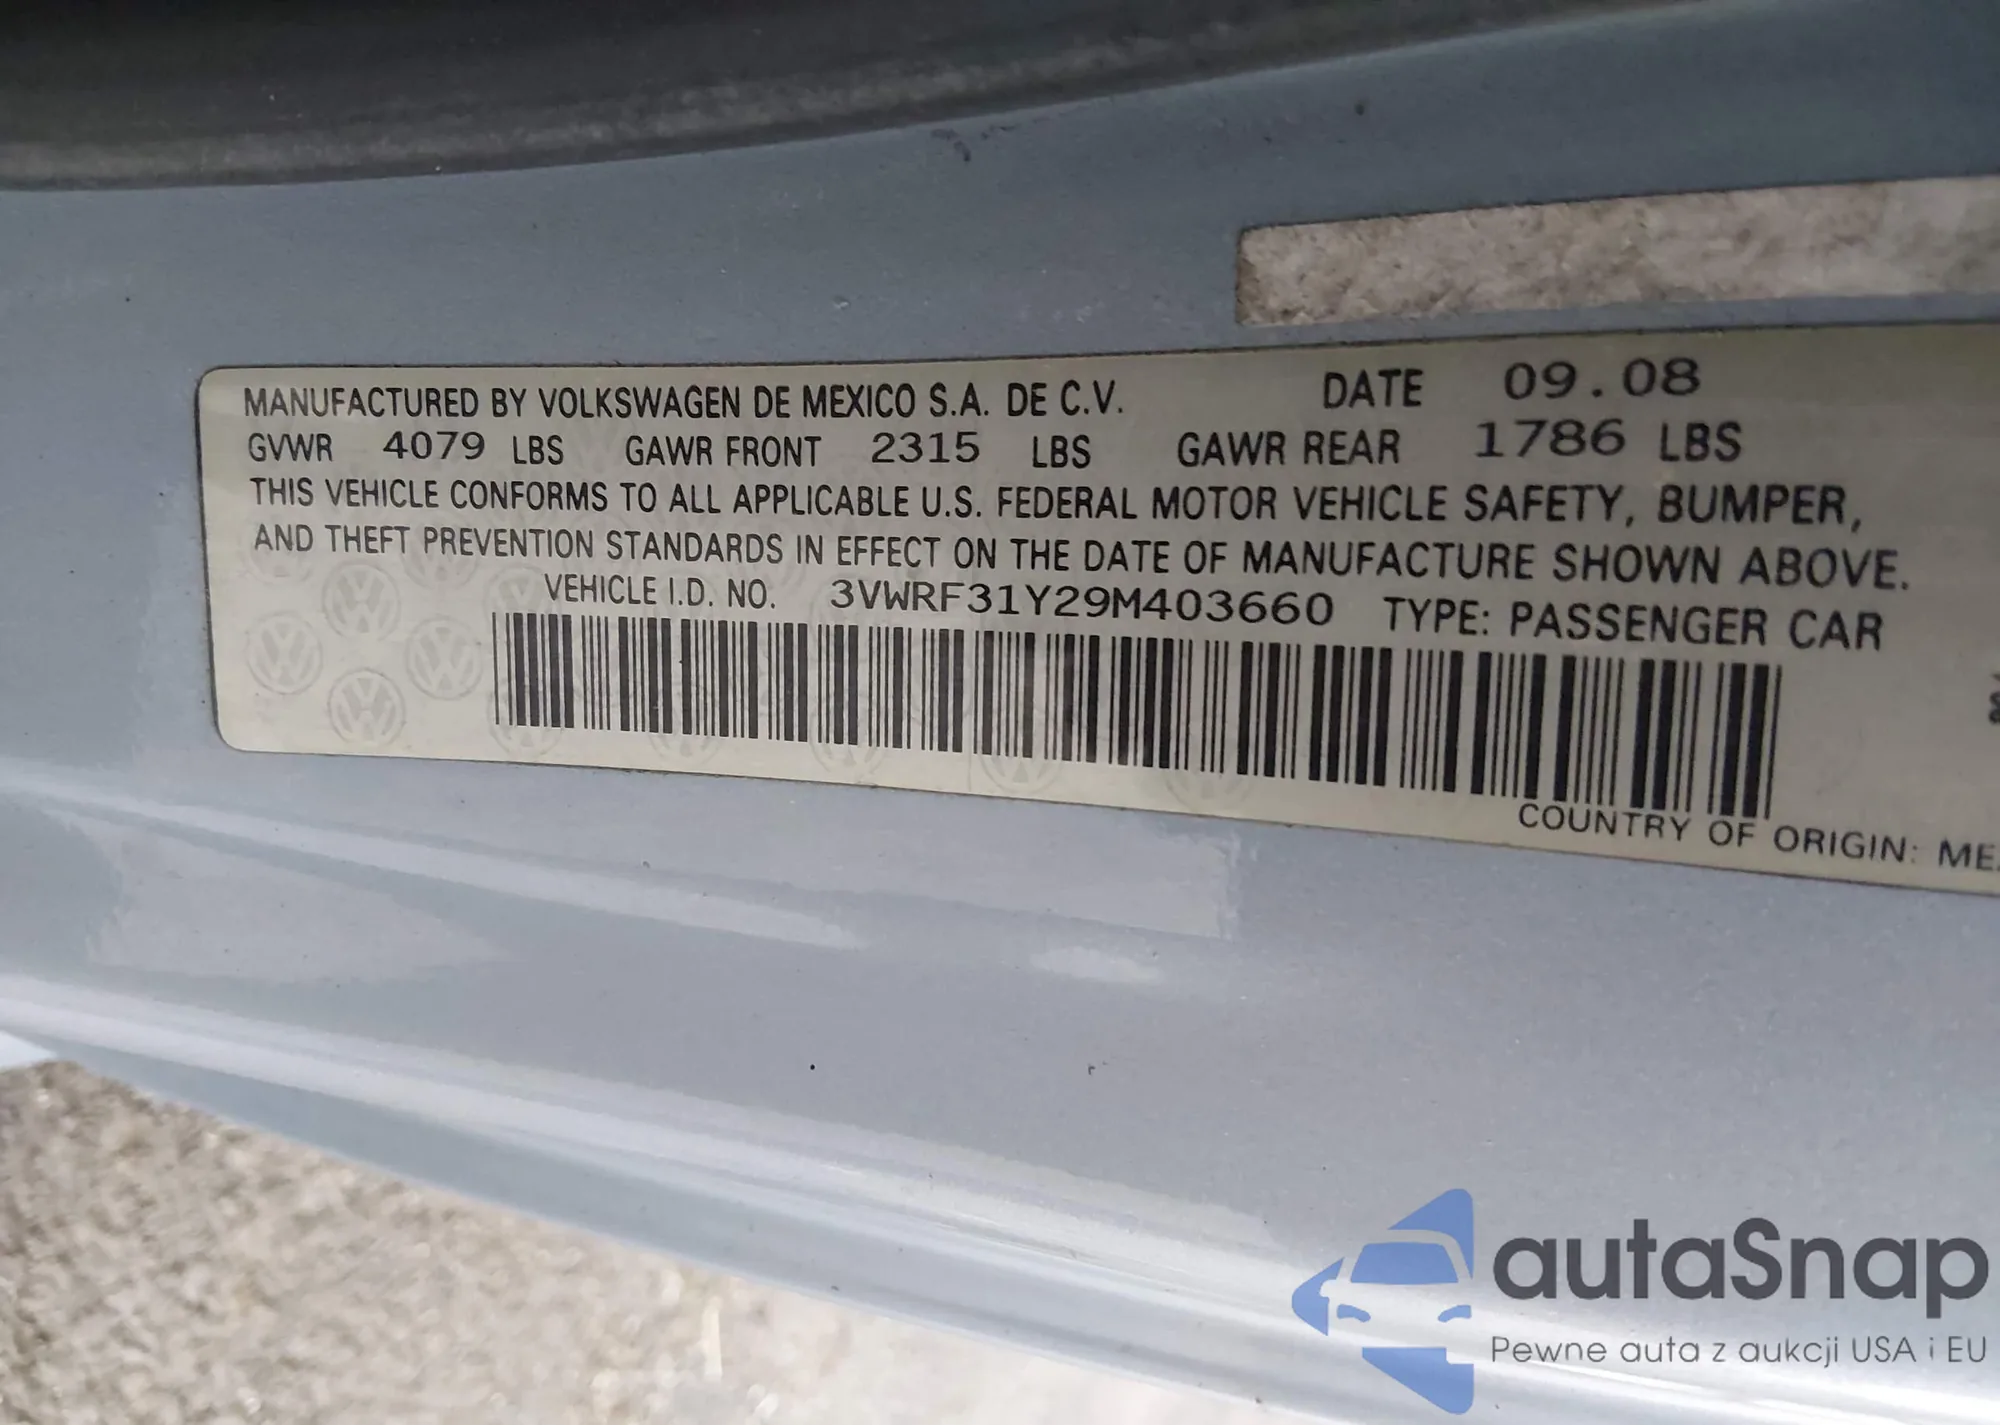 MANUFACTURED BY VOLKSWAGEN DE MEXICO S.A. DE C.V. DATE 09.08
GVWR 4079 LBS GAWR FRONT 2315 LBS GAWR REAR 1786 LBS
THIS VEHICLE CONFORMS TO ALL APPLICABLE U.S. FEDERAL MOTOR VEHICLE SAFETY, BUMPER,
AND THEFT PREVENTION STANDARDS IN EFFECT ON THE DATE OF MANUFACTURE SHOWN ABOVE.
VEHICLE I.D. NO. 3VWRF31Y29M403660 TYPE: PASSENGER CAR
COUNTRY OF ORIGIN:
autaSnap
Pewne auta z aukcji USA i EU